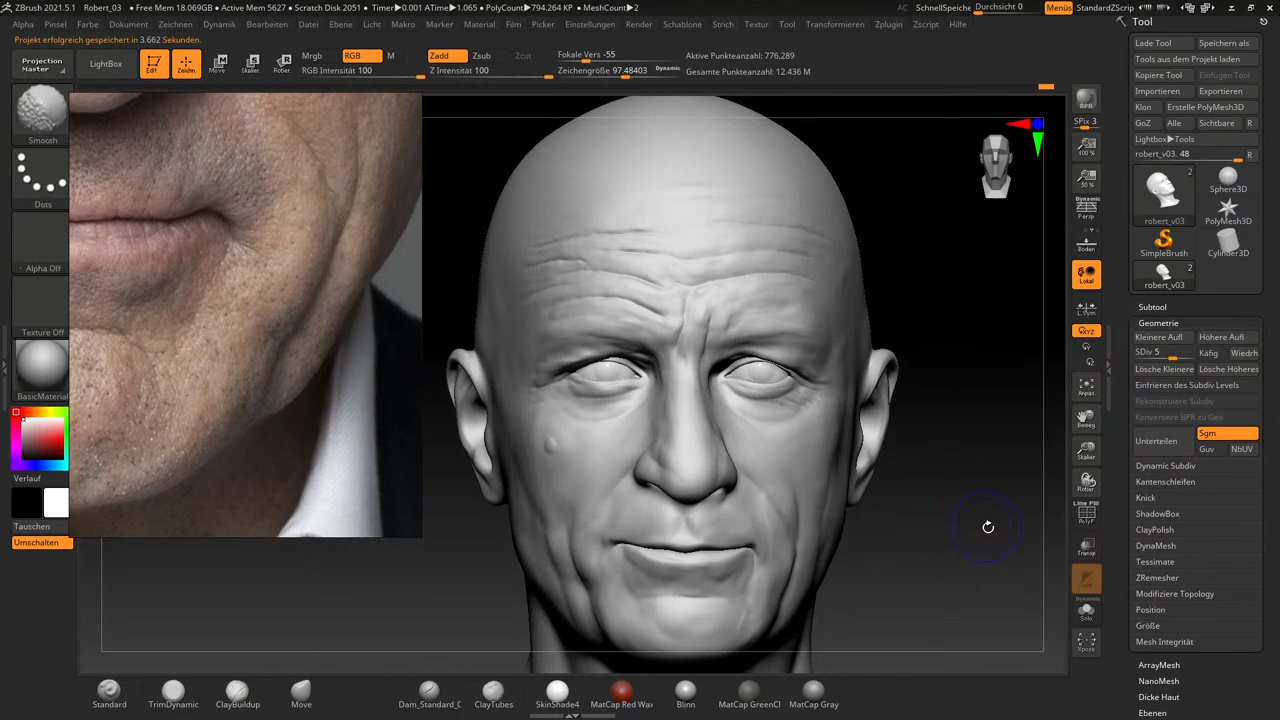 ZBrush 2021.5.1 Robert_03 • Free Mem 18.069GB • Active Mem 5627 • Scratch Disk 2051 • Timer▶0.001 ATime▶1.065 • PolyCount▶794.264 KP • MeshCount▶2 AC SchnellSpeiche Durchsicht 0 Menüs StandardZScrip
Alpha Pinsel Farbe Dokument Zeichnen Dynamik Bearbeiten Datei Ebene Licht Makro Marker Material Film Picker Einstellungen Render Schablone Strich Textur Tool Transformieren Zplugin Zscript Hilfe
Projekt erfolgreich gespeichert in 3.662 Sekunden.
Projection Master
LightBox
Edit
Zeichn.
Move
Skalier.
Rotier.
Mrgb RGB M
RGB Intensität 100
Zadd Zsub Zcut
Z Intensität 100
Fokale Vers -55
Zeichengröße 97.48403 Dynamic
Aktive Punkteanzahl: 776,289
Gesamte Punkteanzahl: 12.436 M
Smooth
Dots
Alpha Off
Texture Off
BasicMaterial
Verlauf
Tauschen
Umschalten
BPR
SPix 3
100 %
50 %
Dynamic
Persp
Boden
Lokal
L.Sym
XYZ
Anpas.
Beweg.
Skalier
Rotier.
Line Fill
PolyF
Transp
Dynamic
Solo
Xpose
Tool
Lade Tool Speichern als
Tools aus dem Projekt laden
Kopiere Tool Einfügen Tool
Importieren Exportieren
Klon Erstelle PolyMesh3D
GoZ Alle Sichtbare R
Lightbox▶Tools
robert_v03. 48 R
2
robert_v03
Sphere3D
PolyMesh3D
SimpleBrush
Cylinder3D
2
robert_v03
Subtool
Geometrie
Kleinere Aufl Höhere Aufl
SDiv 5 Käfig Wiedrh
Lösche Kleinere Lösche Höheres
Einfrieren des Subdiv Levels
Rekonstruiere Subdiv
Konveriere BPR zu Geo
Unterteilen Sgm
Guv NbUV
Dynamic Subdiv
Kantenschleifen
Knick
ShadowBox
ClayPolish
DynaMesh
Tessimate
ZRemesher
Modifiziere Topology
Position
Größe
Mesh Integrität
ArrayMesh
NanoMesh
Dicke Haut
Ebenen
Standard
TrimDynamic
ClayBuildup
Move
Dam_Standard_
ClayTubes
SkinShade4
MatCap Red Wax
Blinn
MatCap GreenCl
MatCap Gray